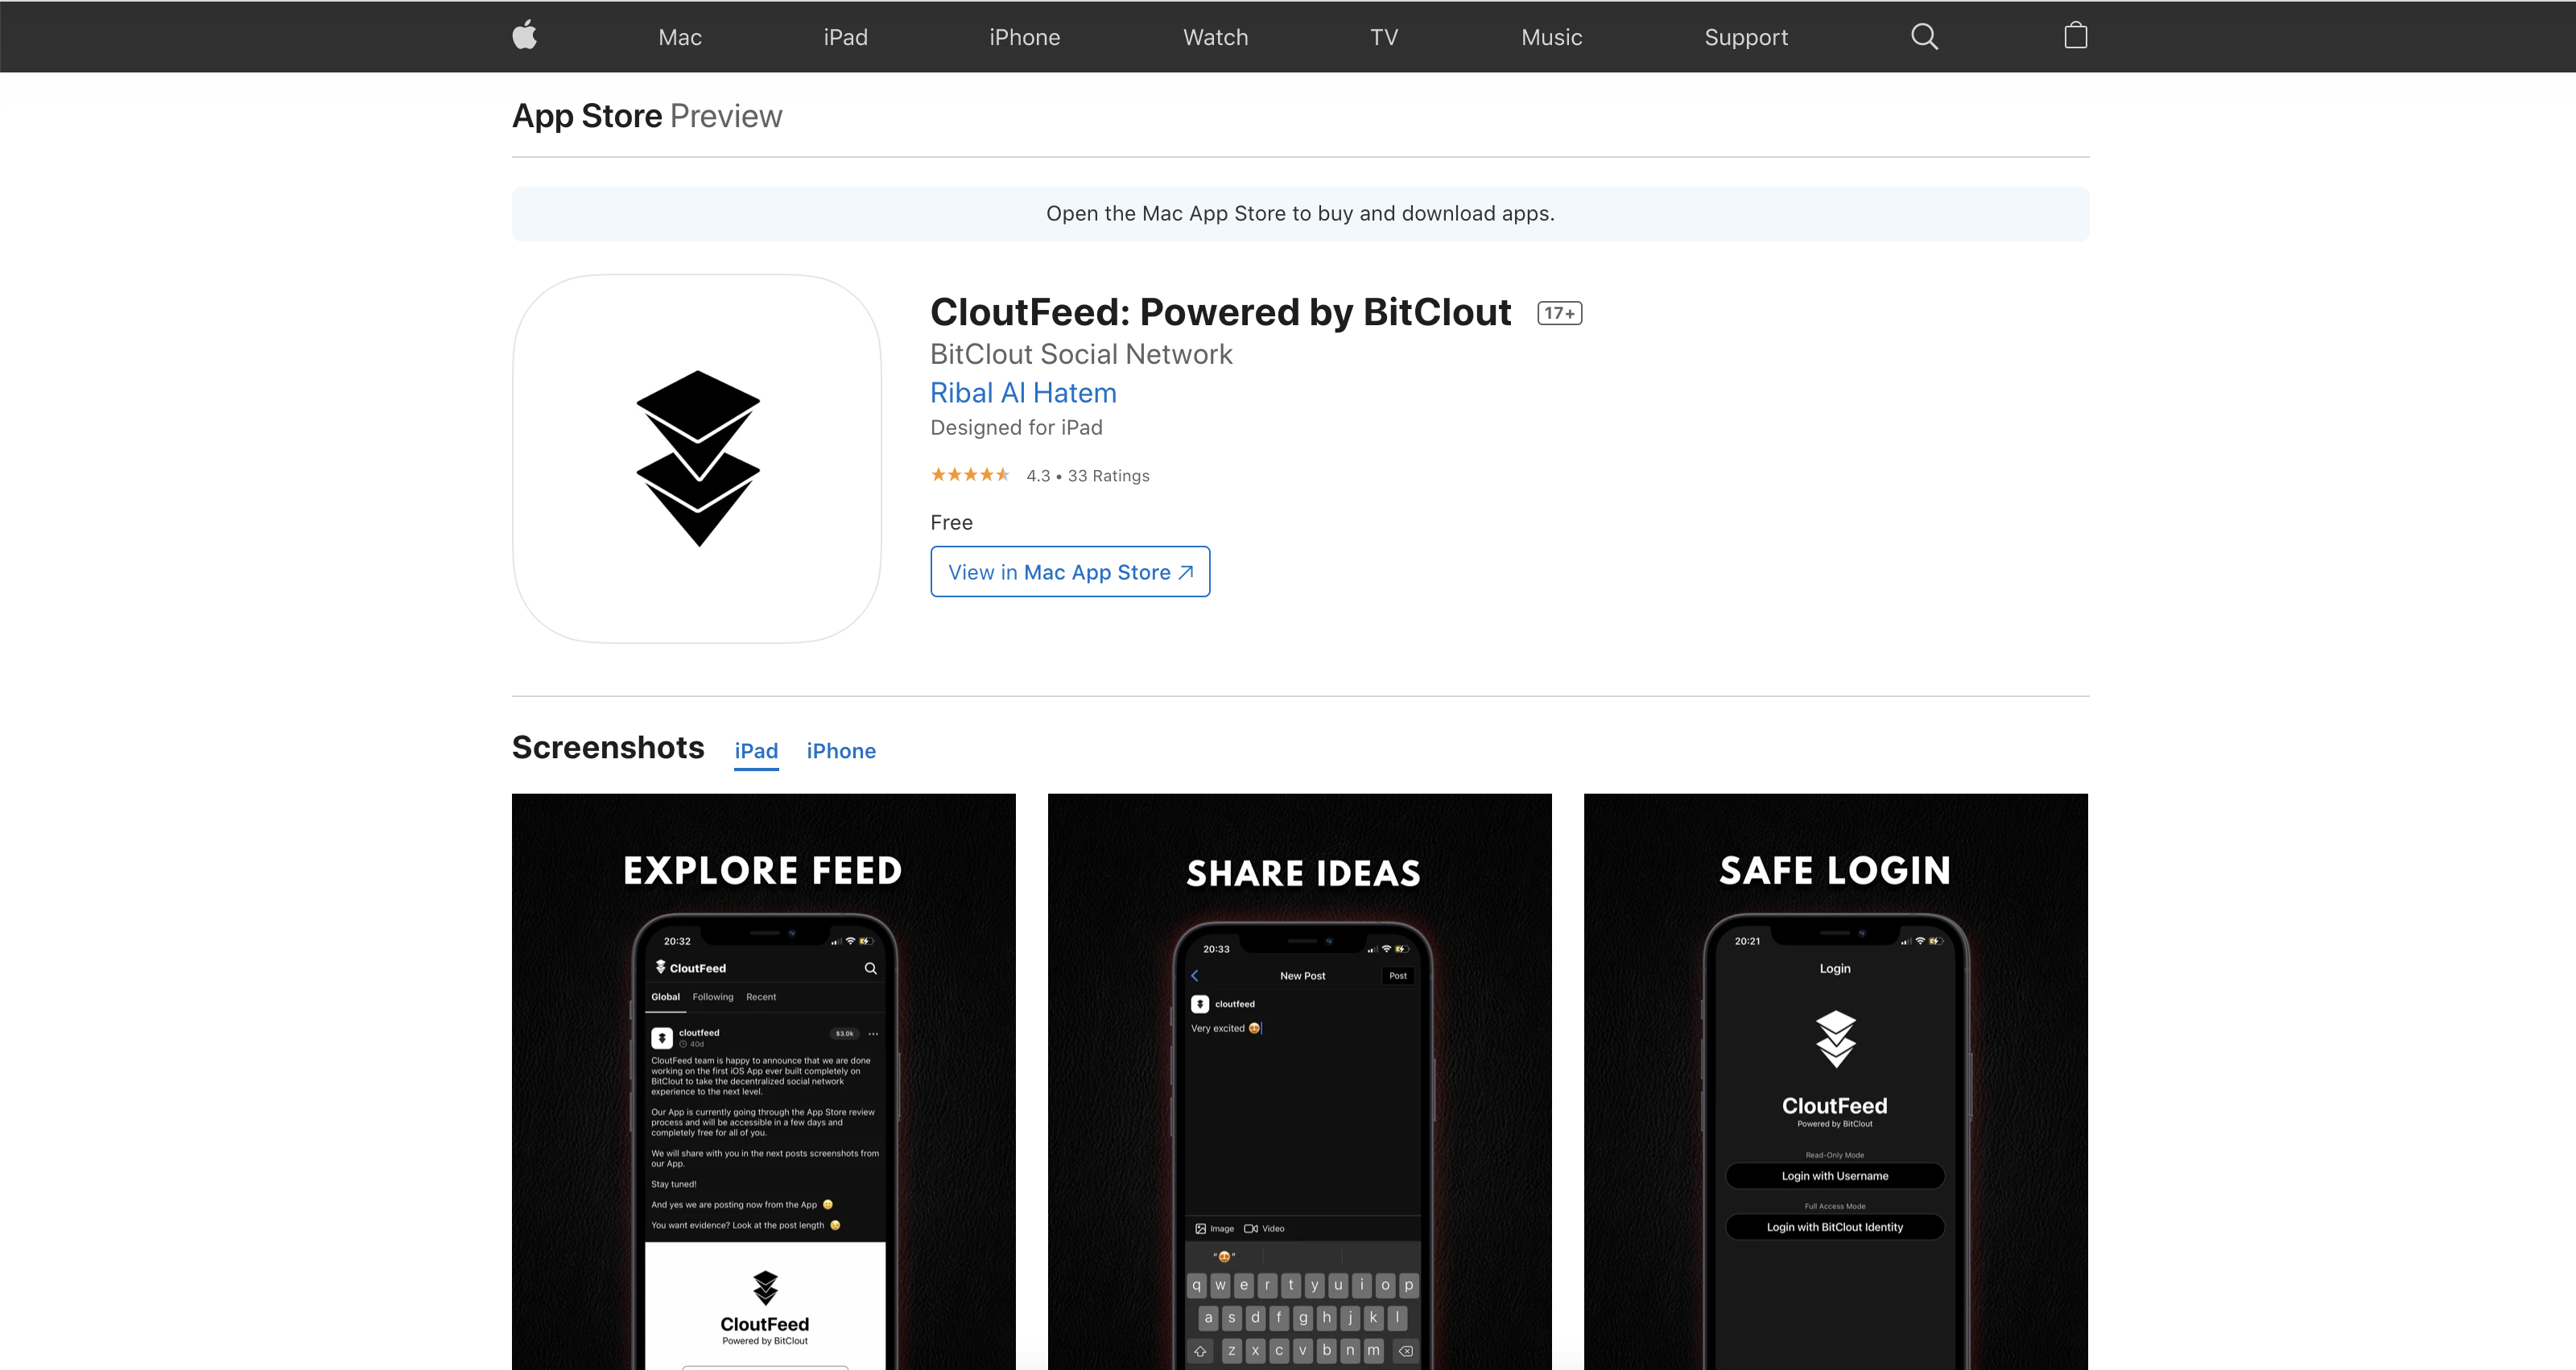 Mac iPad iPhone Watch TV Music Support
App Store Preview
Open the Mac App Store to buy and download apps.
CloutFeed: Powered by BitClout 17+
BitClout Social Network
Ribal Al Hatem
Designed for iPad
4.3 • 33 Ratings
Free
View in Mac App Store
Screenshots iPad iPhone
EXPLORE FEED
20:32
CloutFeed
Global Following Recent
cloutfeed $3.0k ...
40d
CloutFeed team is happy to announce that we are done
working on the first iOS App ever built completely on
BitClout to take the decentralized social network
experience to the next level.
Our App is currently going through the App Store review
process and will be accessible in a few days and
completely free for all of you.
We will share with you in the next posts screenshots from
our App.
Stay tuned!
And yes we are posting now from the App 🙂
You want evidence? Look at the post length 😉
CloutFeed
Powered by BitClout
SHARE IDEAS
20:33
New Post Post
cloutfeed
Very excited 😍
Image Video
“😍”
q w e r t y u i o p
a s d f g h j k l
z x c v b n m
SAFE LOGIN
20:21
Login
CloutFeed
Powered by BitClout
Read-Only Mode
Login with Username
Full Access Mode
Login with BitClout Identity